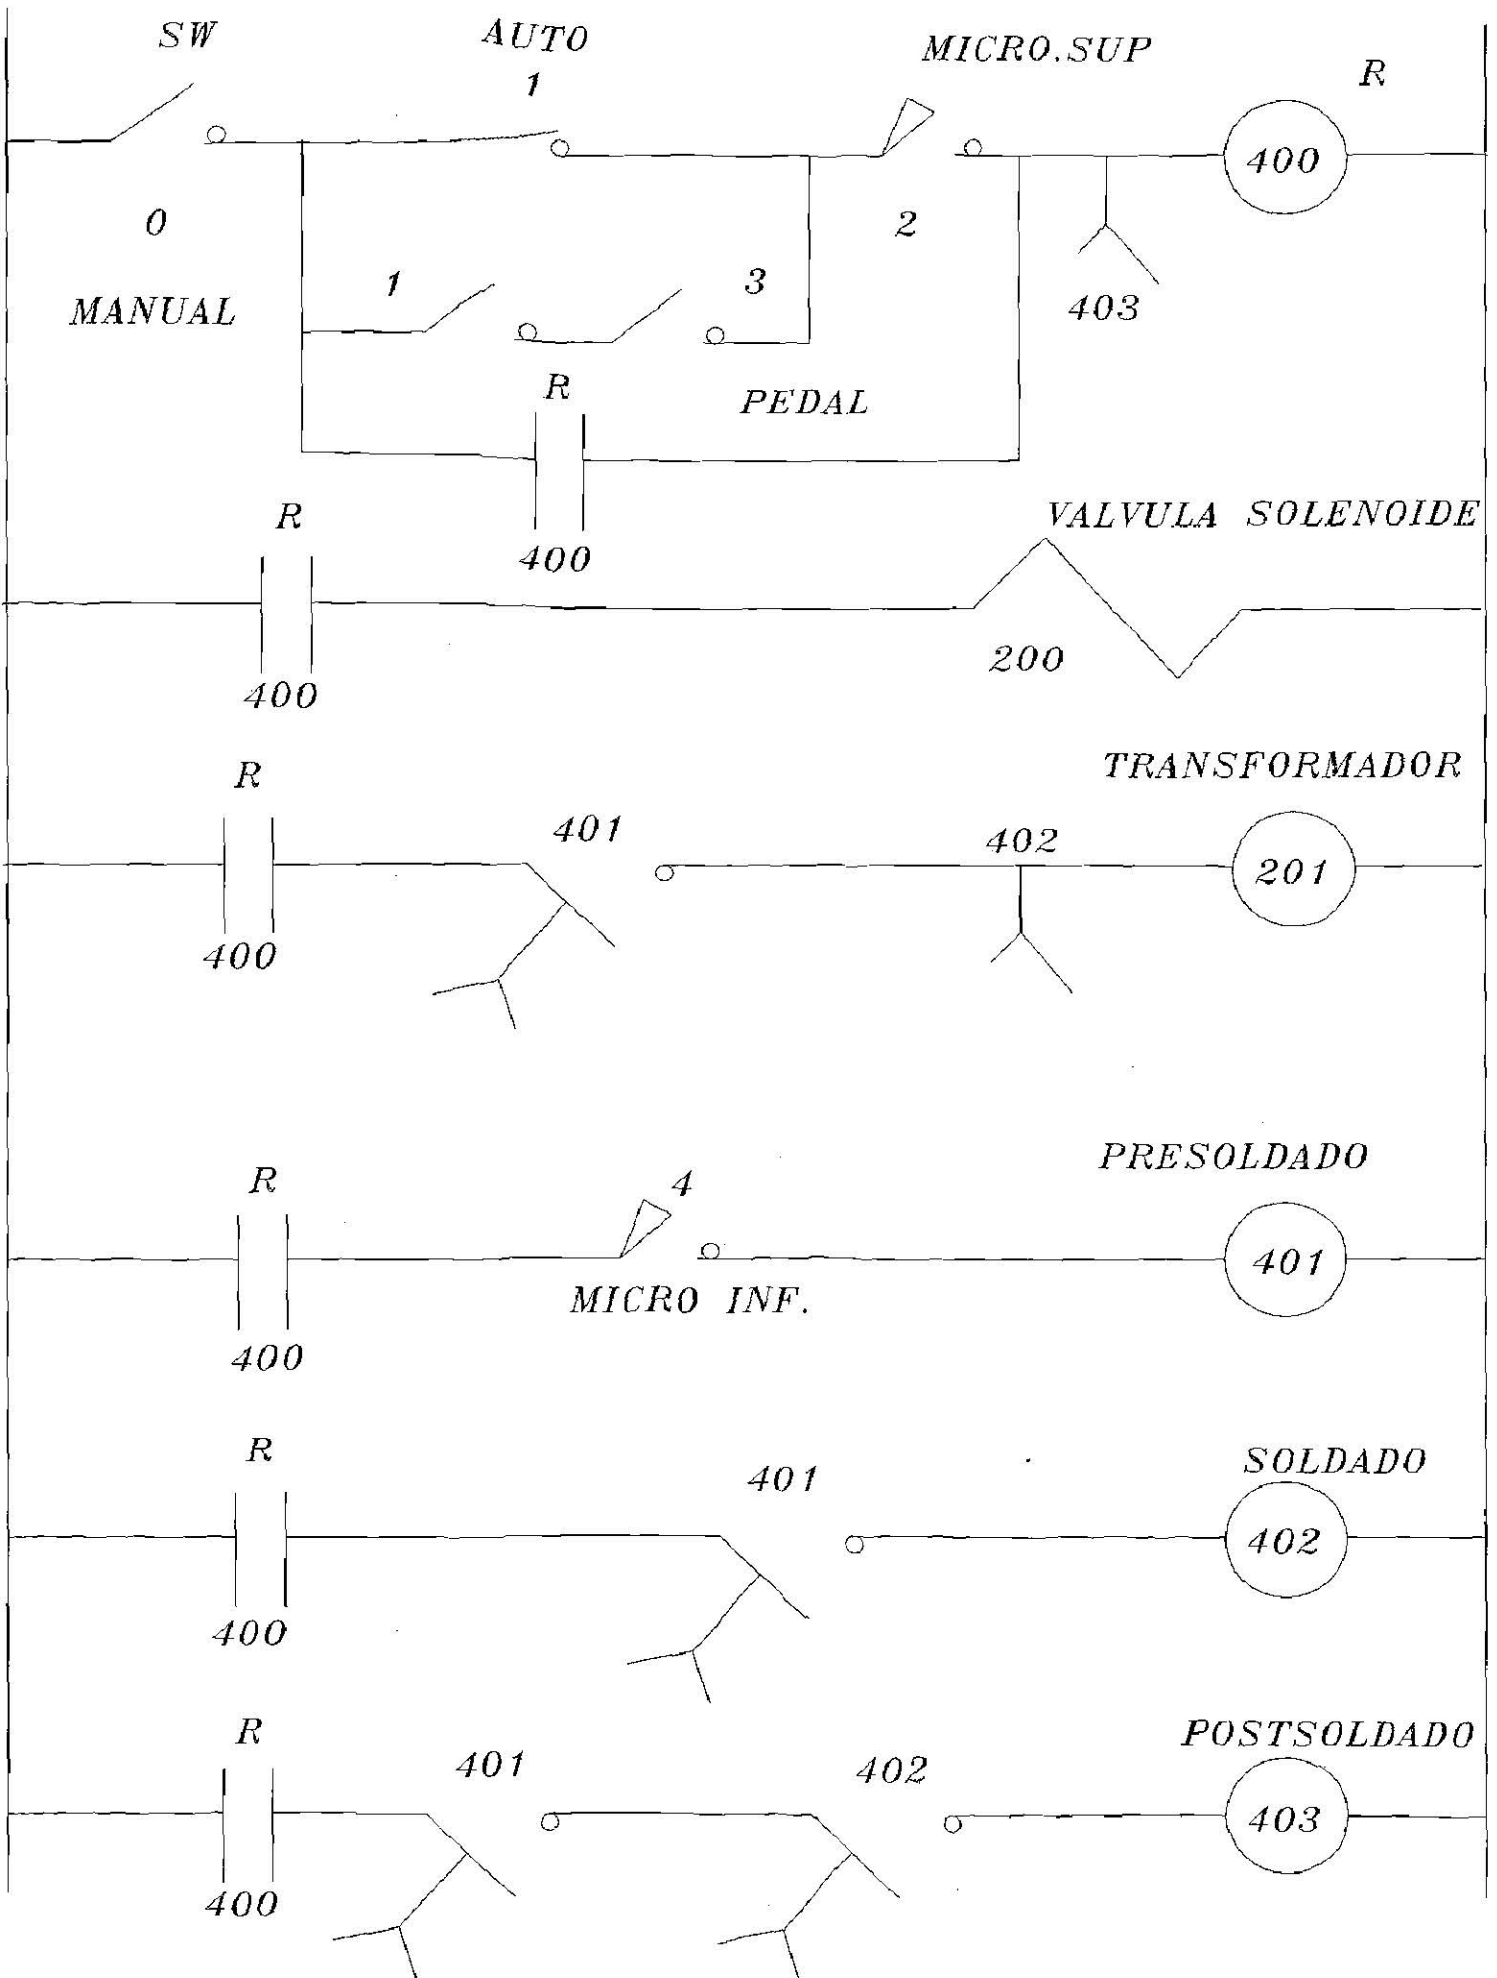 SW
AUTO
1
MICRO.SUP
R
400
0
2
1
3
MANUAL
403
R
PEDAL
400
R
VALVULA SOLENOIDE
200
400
TRANSFORMADOR
R
401
402
201
400
PRESOLDADO
R
4
401
MICRO INF.
400
R
SOLDADO
401
402
400
R
POSTSOLDADO
401
402
403
400